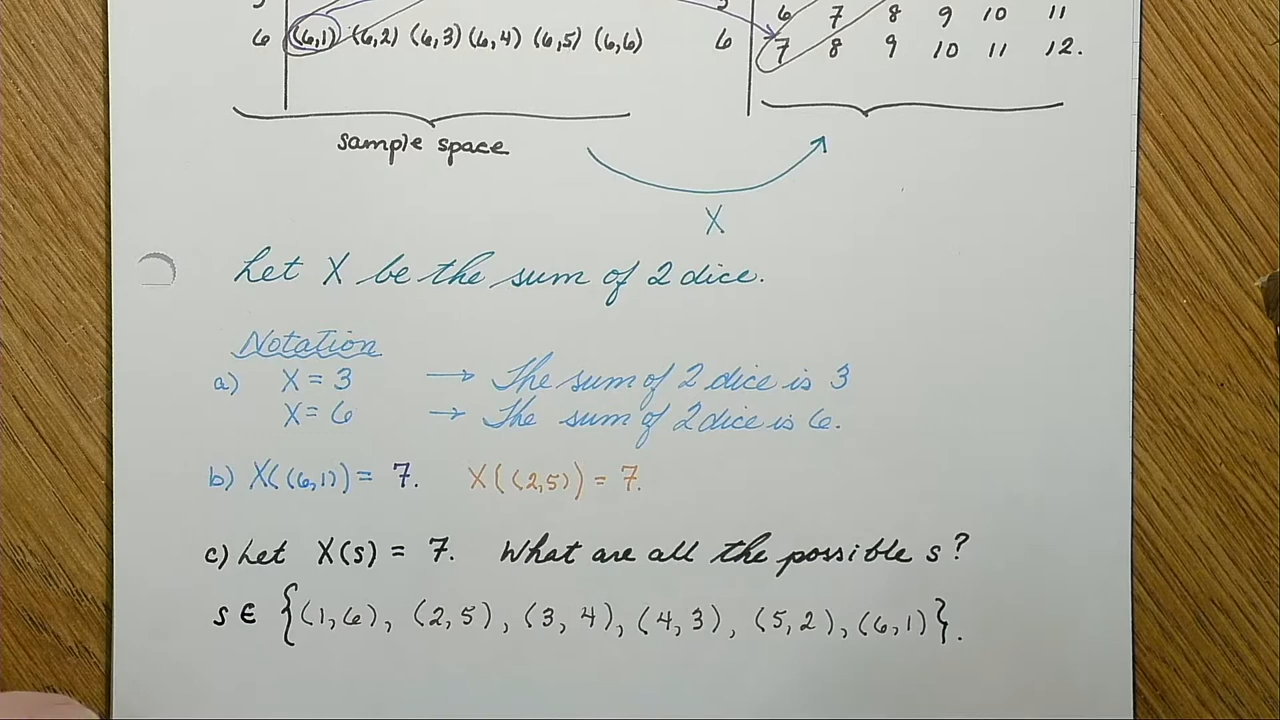 6 7 8 9 10 11
6 (6,1) (6,2) (6,3) (6,4) (6,5) (6,6) 6 7 8 9 10 11 12.
sample space
X
Let X be the sum of 2 dice.
Notation
a) X = 3 → The sum of 2 dice is 3
X = 6 → The sum of 2 dice is 6.
b) X((6,1)) = 7. X((2,5)) = 7.
c) Let X(s) = 7. What are all the possible s?
s ∈ {(1,6), (2,5), (3,4), (4,3), (5,2), (6,1)}.